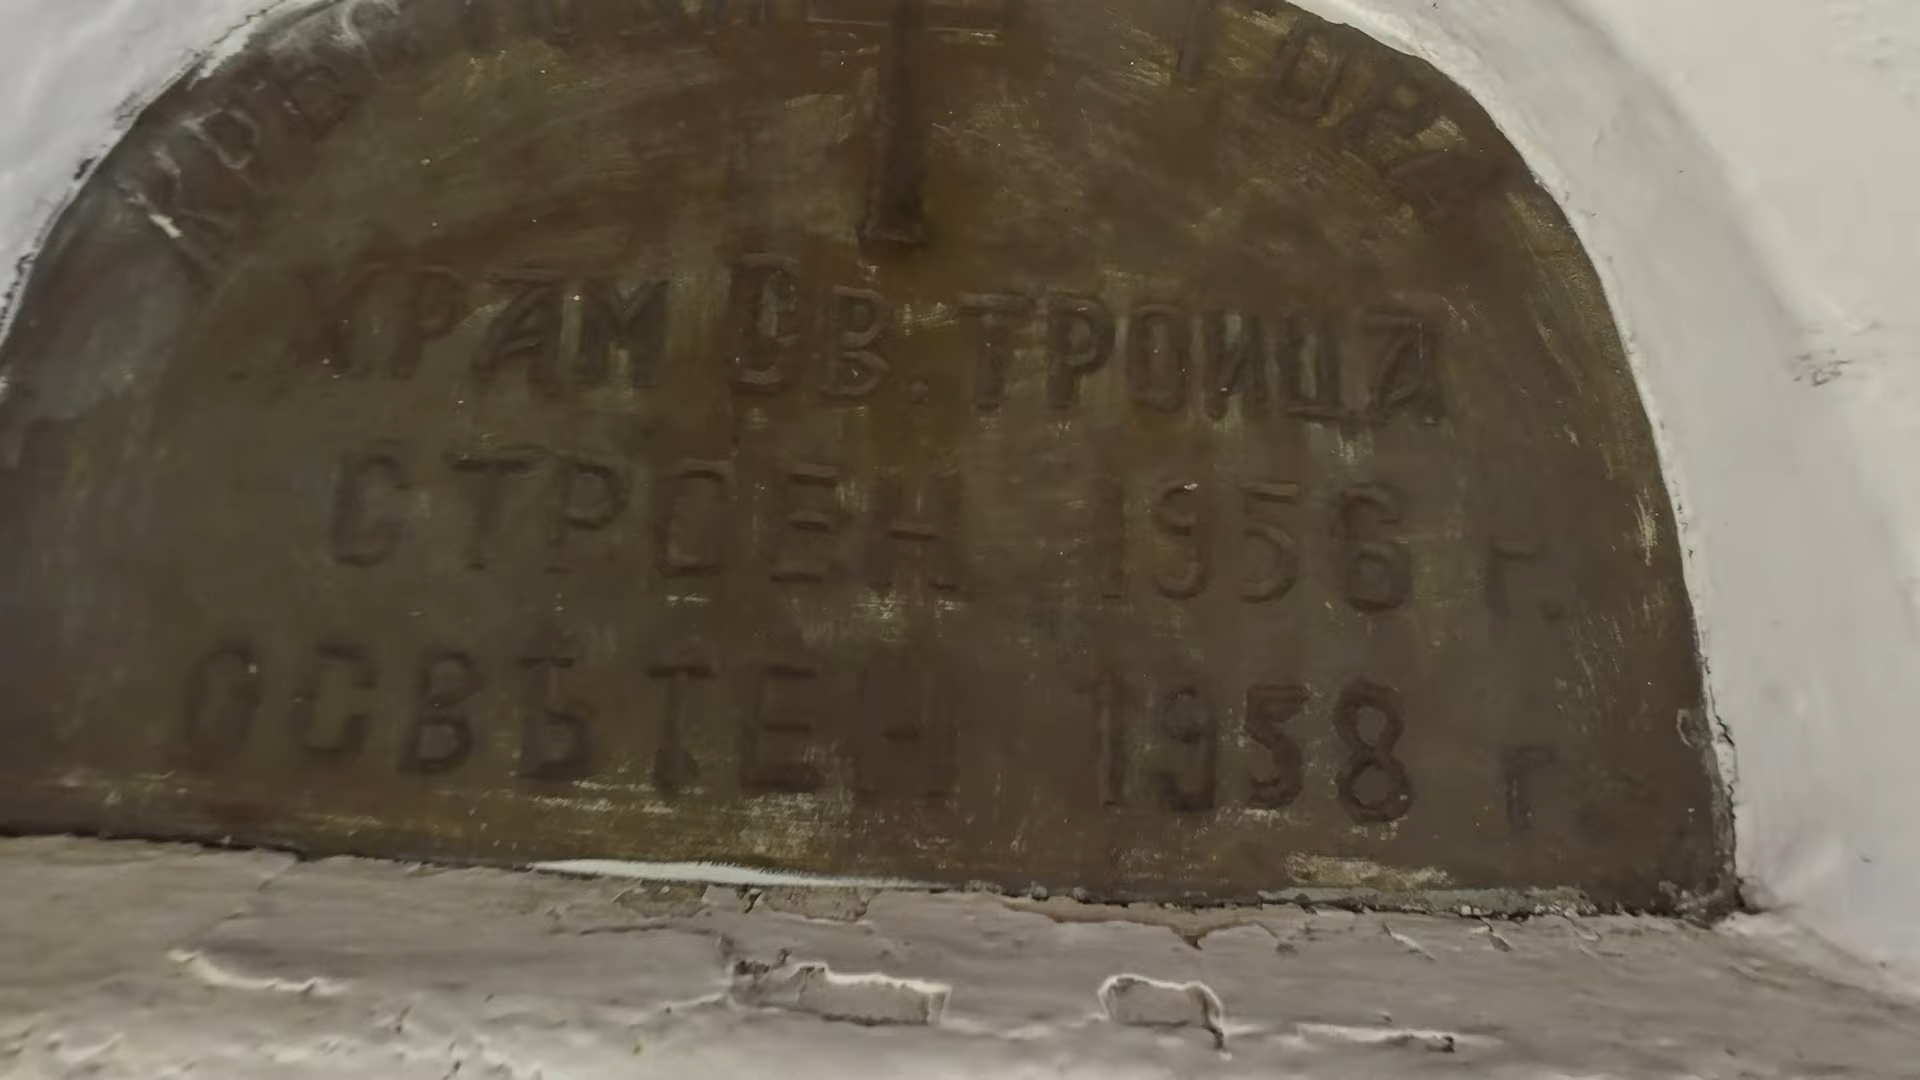 ХРАМ СВ. ТРОИЦА
СТРОЕН 1956 г.
ОСВѢТЕН 1958 г.